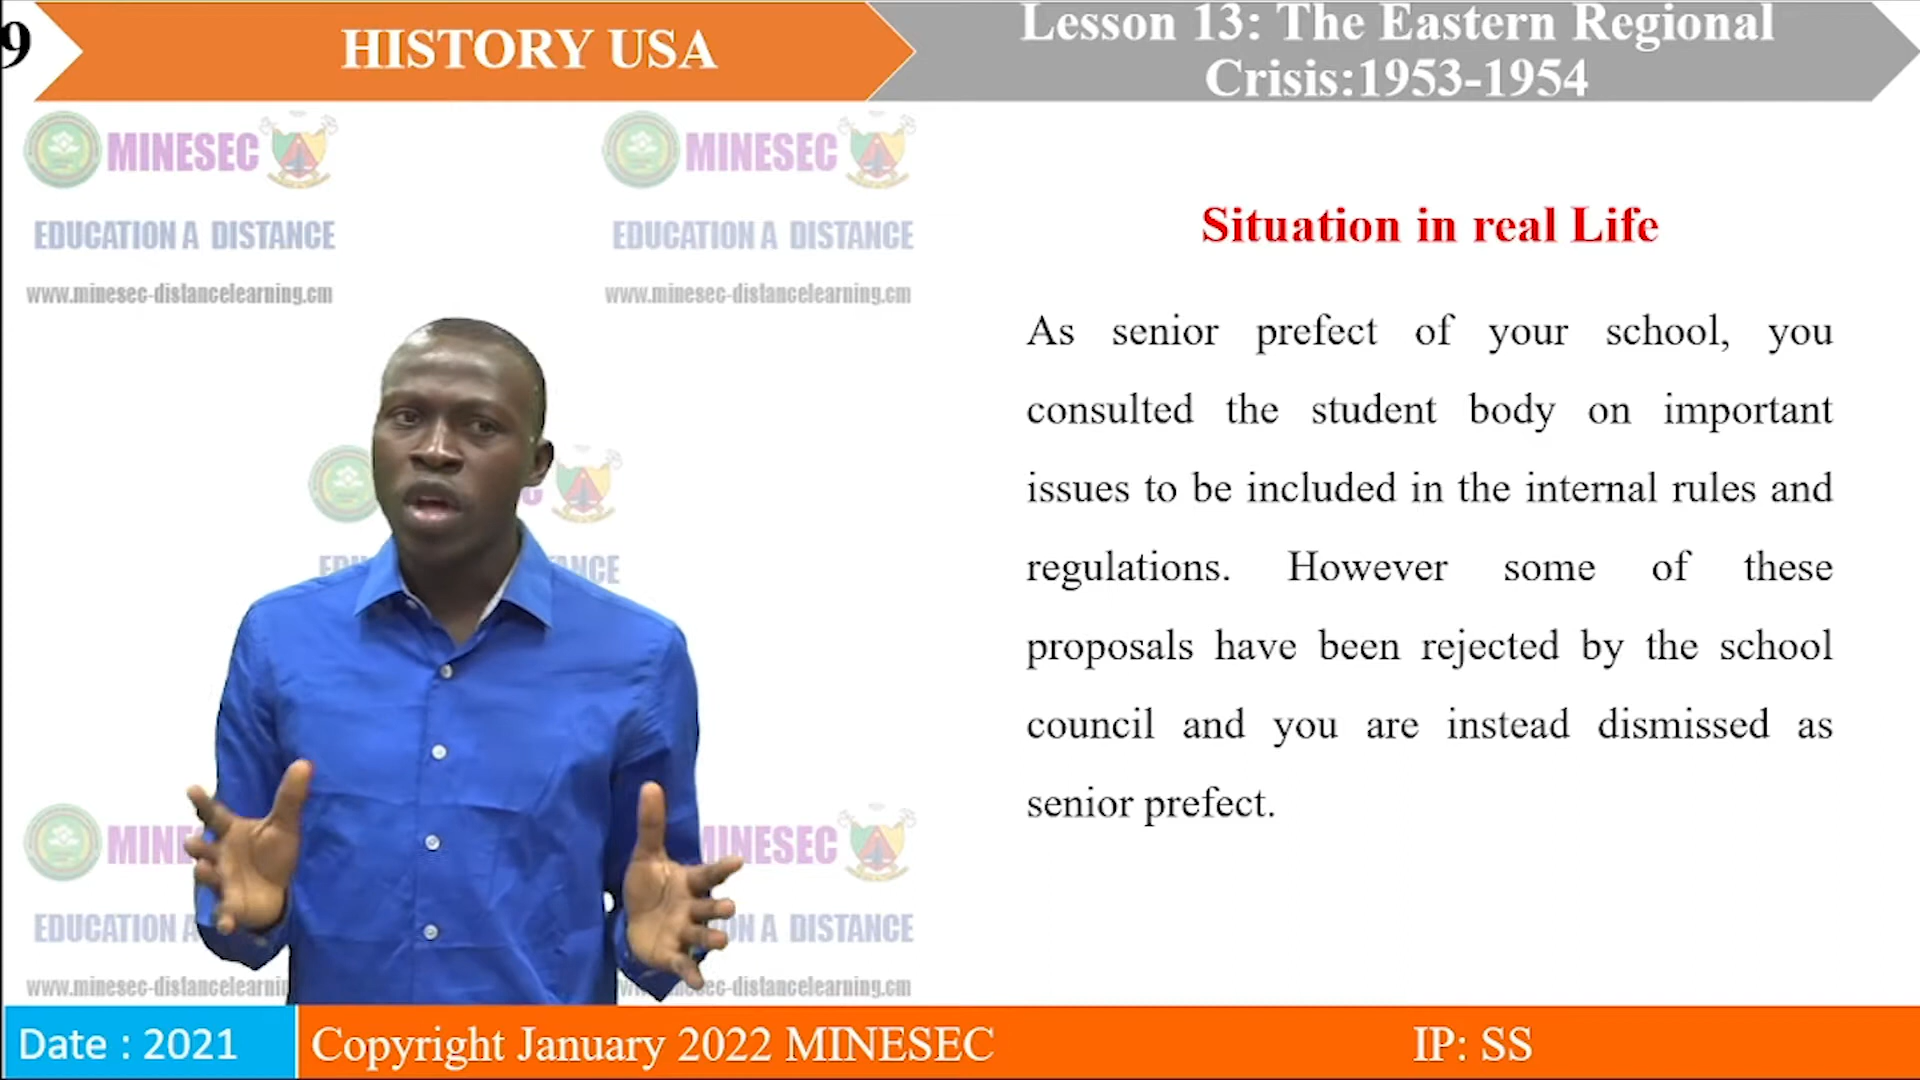 9
HISTORY USA
Lesson 13: The Eastern Regional
Crisis:1953-1954
MINESEC
EDUCATION A DISTANCE
www.minesec-distancelearning.cm
MINESEC
EDUCATION A DISTANCE
www.minesec-distancelearning.cm
Situation in real Life
As senior prefect of your school, you
consulted the student body on important
issues to be included in the internal rules and
regulations. However some of these
proposals have been rejected by the school
council and you are instead dismissed as
senior prefect.
MINESEC
EDUCATION A
DISTANCE
Date : 2021
Copyright January 2022 MINESEC
IP: SS